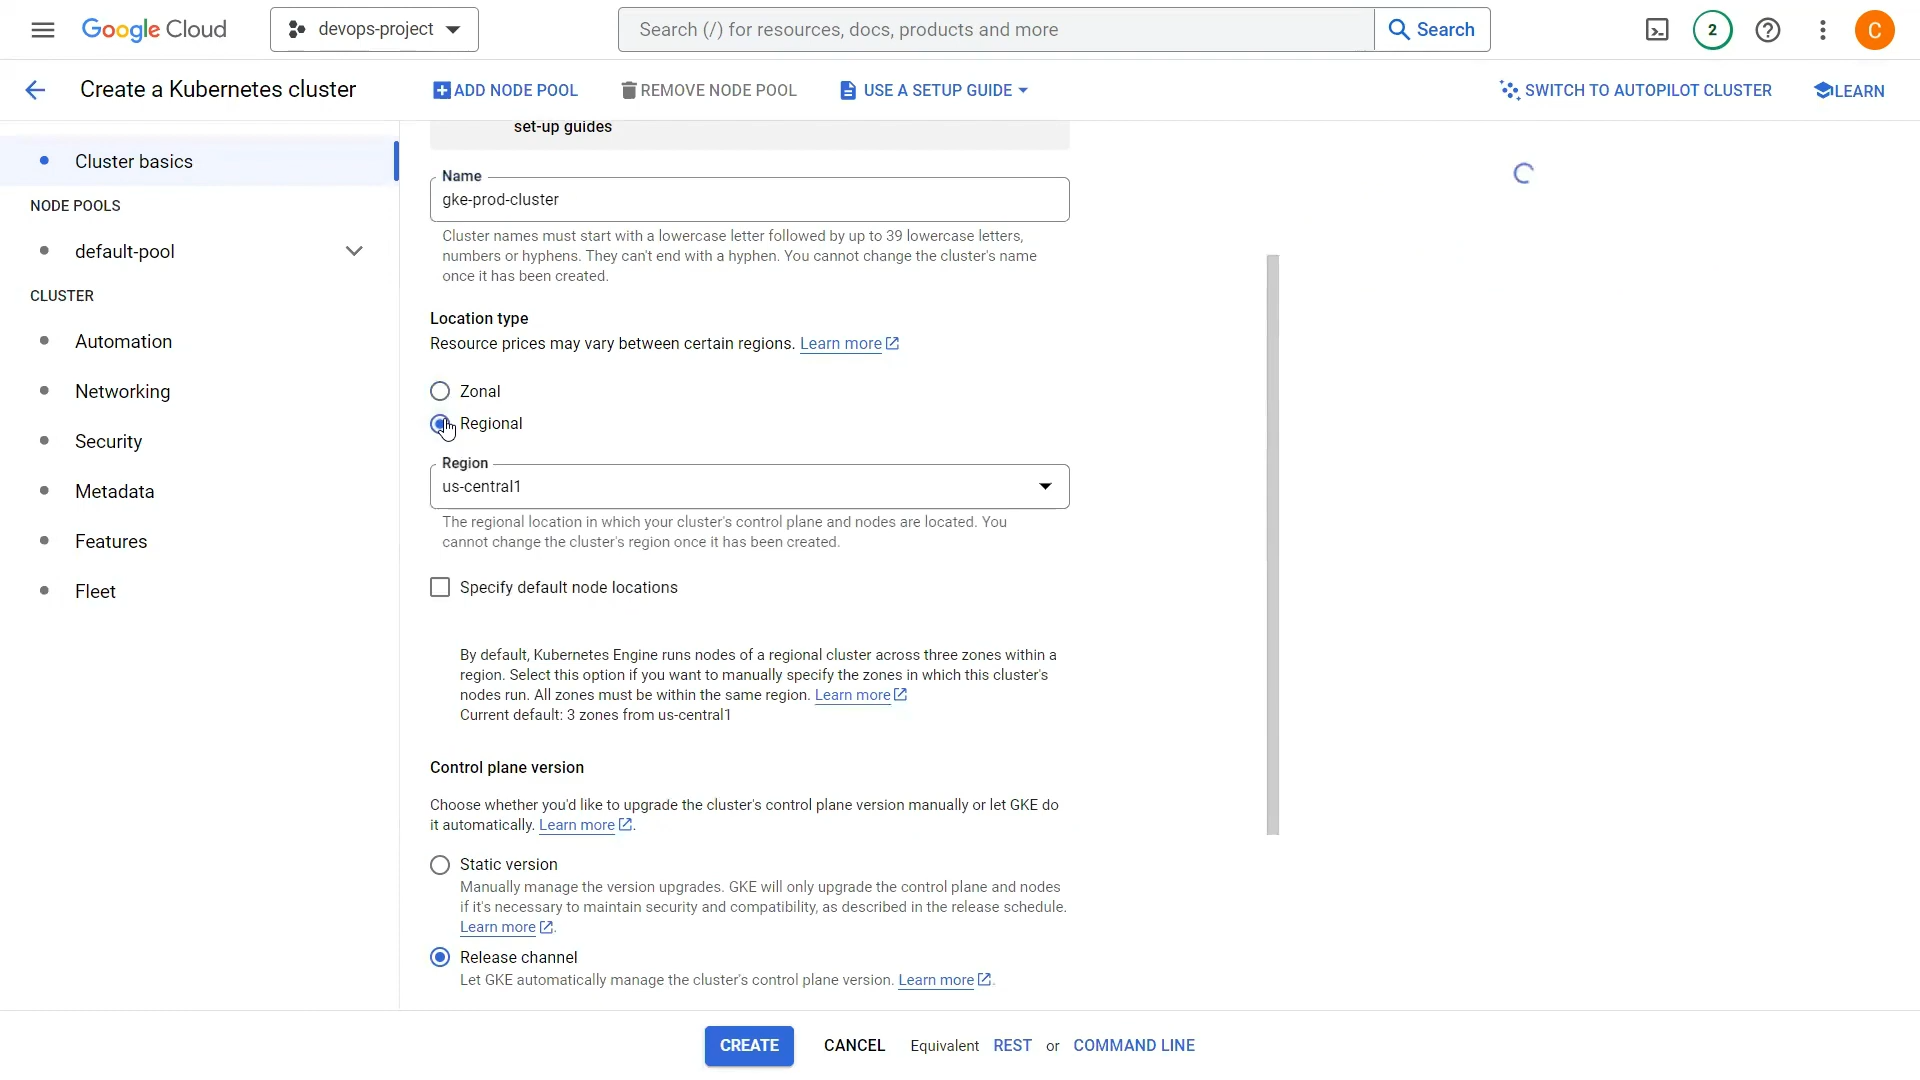 Google Cloud
devops-project
Search (/) for resources, docs, products and more
Search
2
C
Create a Kubernetes cluster
ADD NODE POOL
REMOVE NODE POOL
USE A SETUP GUIDE
SWITCH TO AUTOPILOT CLUSTER
LEARN
Cluster basics
NODE POOLS
default-pool
CLUSTER
Automation
Networking
Security
Metadata
Features
Fleet
set-up guides
Name
gke-prod-cluster
Cluster names must start with a lowercase letter followed by up to 39 lowercase letters,
numbers or hyphens. They can't end with a hyphen. You cannot change the cluster's name
once it has been created.
Location type
Resource prices may vary between certain regions. Learn more
Zonal
Regional
Region
us-central1
The regional location in which your cluster's control plane and nodes are located. You
cannot change the cluster's region once it has been created.
Specify default node locations
By default, Kubernetes Engine runs nodes of a regional cluster across three zones within a
region. Select this option if you want to manually specify the zones in which this cluster's
nodes run. All zones must be within the same region. Learn more
Current default: 3 zones from us-central1
Control plane version
Choose whether you'd like to upgrade the cluster's control plane version manually or let GKE do
it automatically. Learn more.
Static version
Manually manage the version upgrades. GKE will only upgrade the control plane and nodes
if it's necessary to maintain security and compatibility, as described in the release schedule.
Learn more.
Release channel
Let GKE automatically manage the cluster's control plane version. Learn more.
CREATE
CANCEL
Equivalent REST or COMMAND LINE